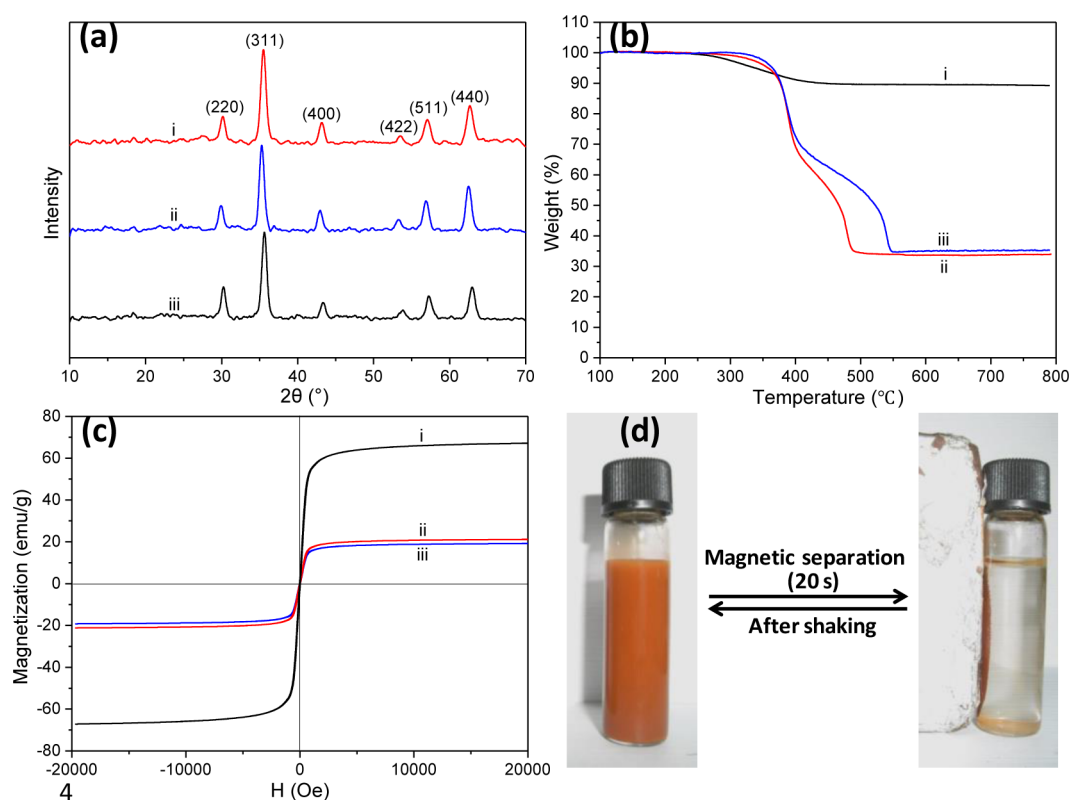 (a)
(220)
(311)
(400)
(422)
(511)
(440)
i
ii
iii
Intensity
10 20 30 40 50 60 70
2θ (°)
(b)
110
100
90
80
70
60
50
40
30
20
10
0
i
iii
ii
Weight (%)
100 200 300 400 500 600 700 800
Temperature (℃)
(c)
80
60
40
20
0
-20
-40
-60
-80
i
ii
iii
Magnetization (emu/g)
-20000 -10000 0 10000 20000
H (Oe)
(d)
Magnetic separation
(20 s)
After shaking
4